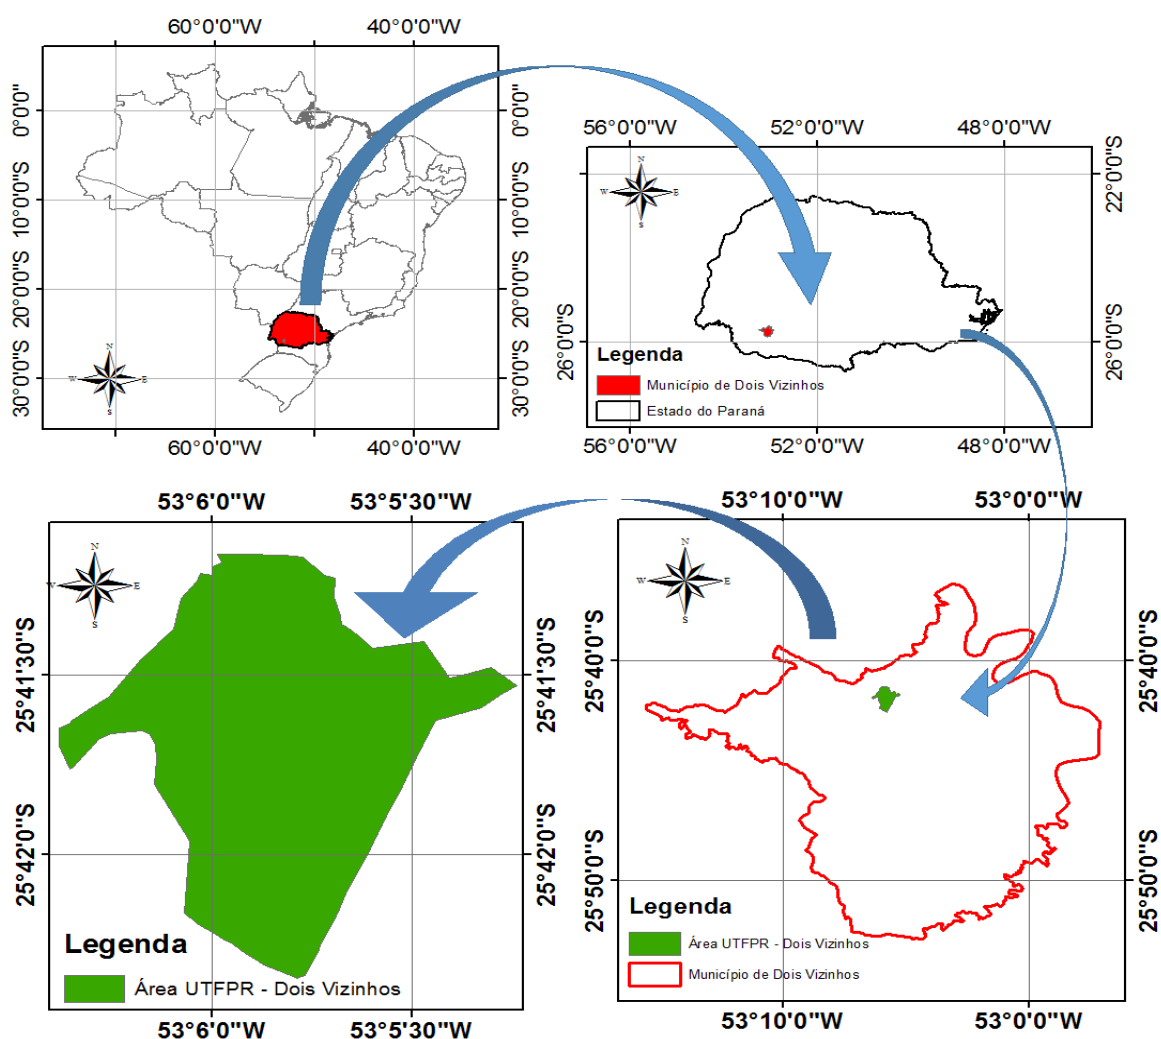 60°0'0"W 40°0'0"W
0°0'0" 0°0'0"
10°0'0"S 10°0'0"S
20°0'0"S 20°0'0"S
30°0'0"S 30°0'0"S
N
W E
S
60°0'0"W 40°0'0"W
56°0'0"W 52°0'0"W 48°0'0"W
22°0'0"S
26°0'0"S 26°0'0"S
N
W E
S
Legenda
Município de Dois Vizinhos
Estado do Paraná
56°0'0"W 52°0'0"W 48°0'0"W
53°6'0"W 53°5'30"W
N
W E
S
25°41'30"S 25°41'30"S
25°42'0"S 25°42'0"S
Legenda
Área UTFPR - Dois Vizinhos
53°6'0"W 53°5'30"W
53°10'0"W 53°0'0"W
N
W E
S
25°40'0"S 25°40'0"S
25°50'0"S 25°50'0"S
Legenda
Área UTFPR - Dois Vizinhos
Município de Dois Vizinhos
53°10'0"W 53°0'0"W